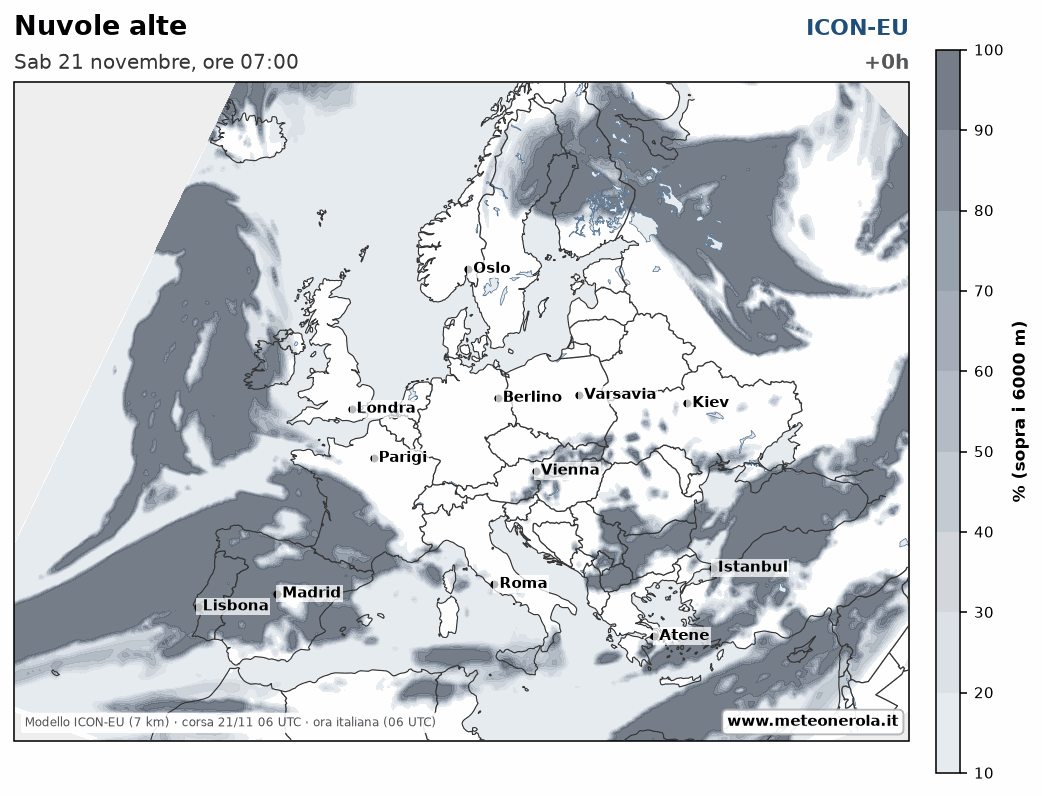 Nuvole alte
ICON-EU
Sab 21 novembre, ore 07:00
+0h
Oslo
Londra
Berlino
Varsavia
Kiev
Parigi
Vienna
Istanbul
Roma
Madrid
Lisbona
Atene
Modello ICON-EU (7 km) · corsa 21/11 06 UTC · ora italiana (06 UTC)
www.meteonerola.it
100
90
80
70
60
50
40
30
20
10
% (sopra i 6000 m)